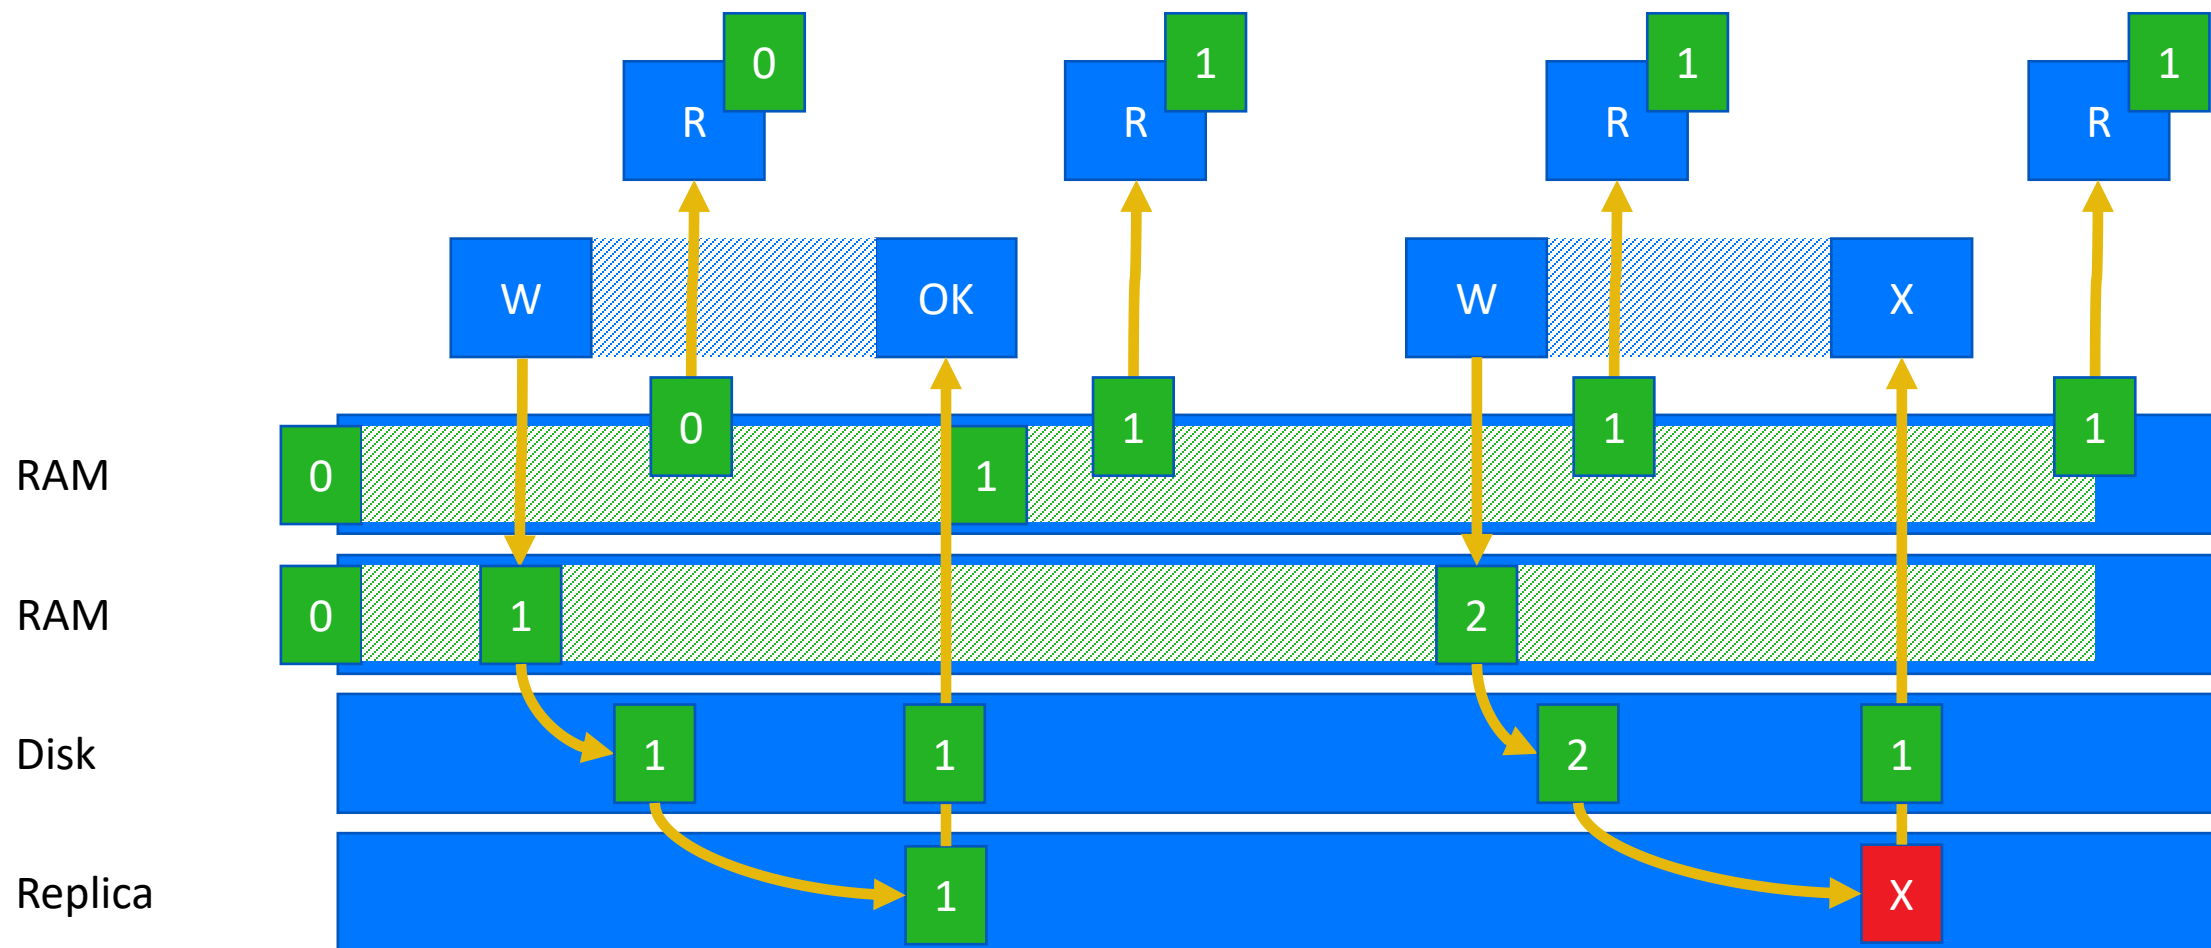 0 1 1 1
R R R R
W OK W X
0 1 1 1
RAM 0 1
RAM 0 1 2
Disk 1 1 2 1
Replica 1 X